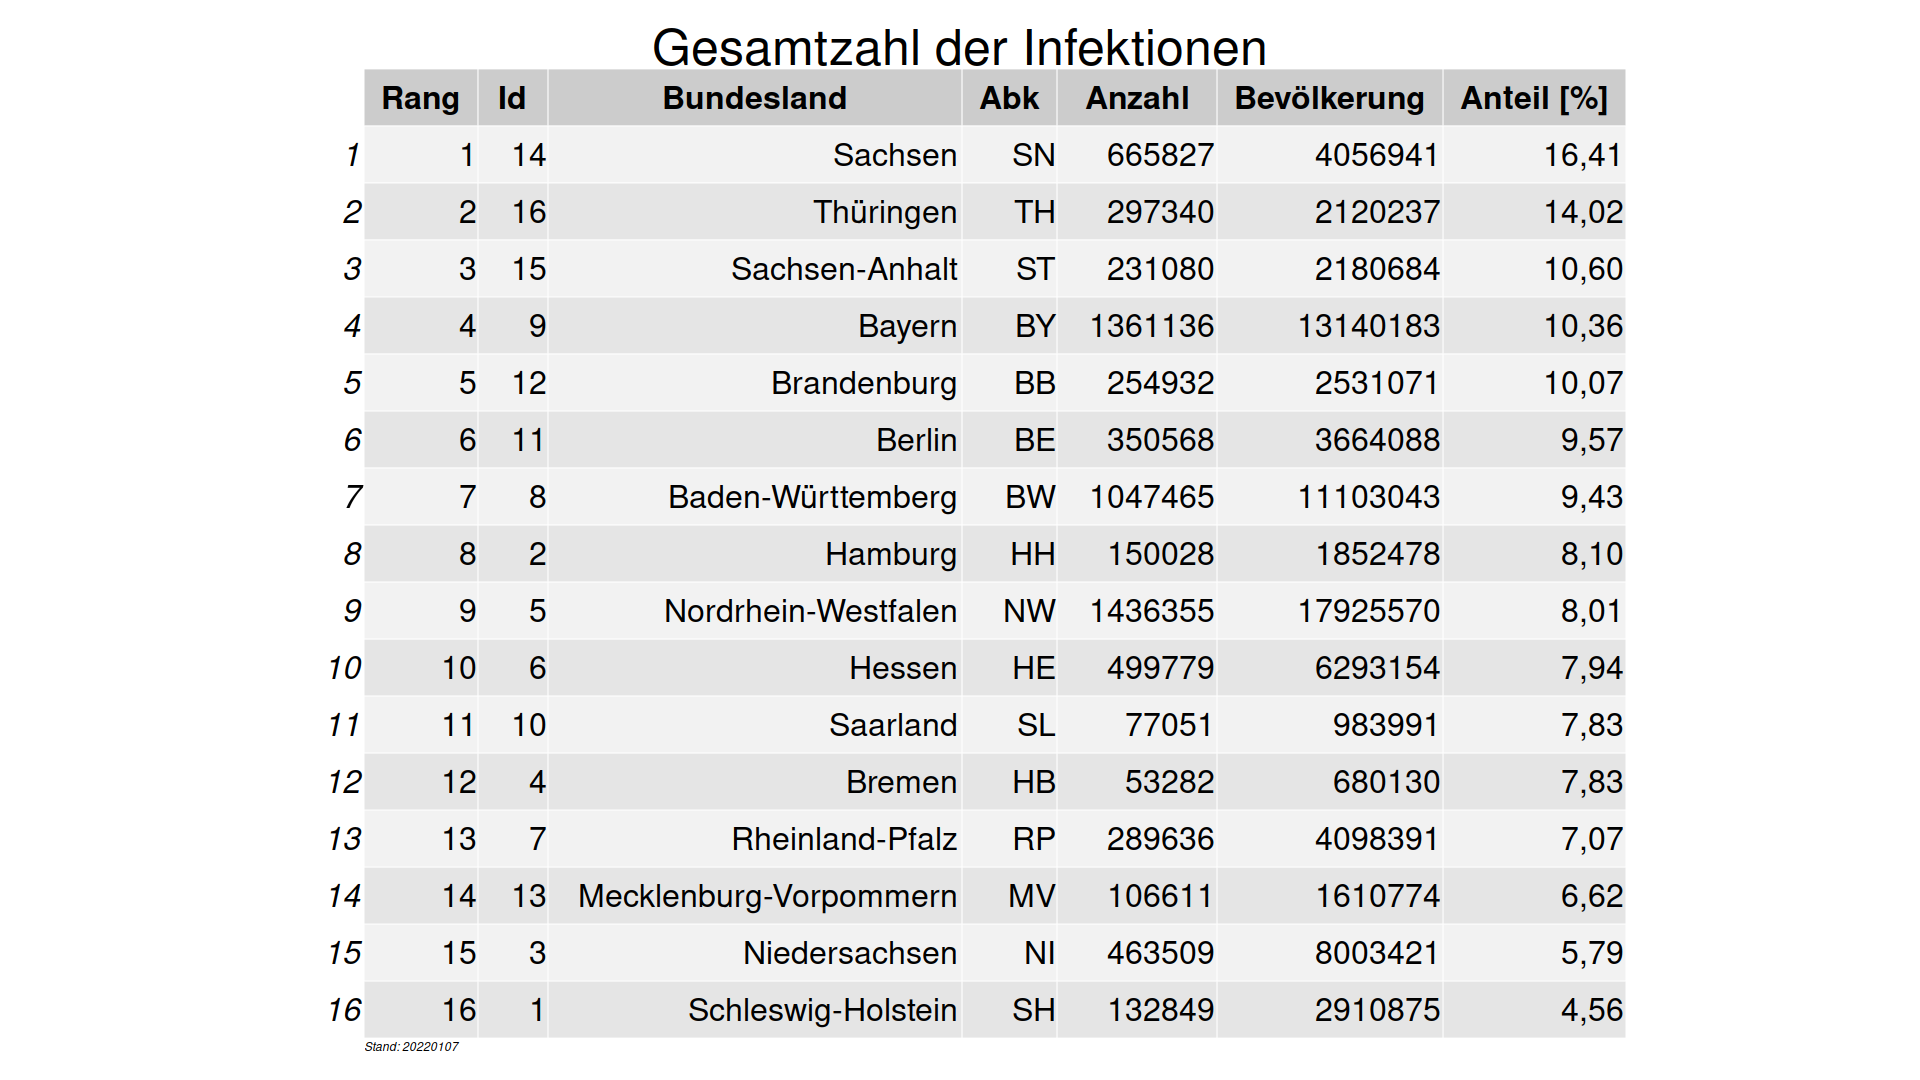 Gesamtzahl der Infektionen
Rang Id Bundesland Abk Anzahl Bevölkerung Anteil [%]
1 1 14 Sachsen SN 665827 4056941 16,41
2 2 16 Thüringen TH 297340 2120237 14,02
3 3 15 Sachsen-Anhalt ST 231080 2180684 10,60
4 4 9 Bayern BY 1361136 13140183 10,36
5 5 12 Brandenburg BB 254932 2531071 10,07
6 6 11 Berlin BE 350568 3664088 9,57
7 7 8 Baden-Württemberg BW 1047465 11103043 9,43
8 8 2 Hamburg HH 150028 1852478 8,10
9 9 5 Nordrhein-Westfalen NW 1436355 17925570 8,01
10 10 6 Hessen HE 499779 6293154 7,94
11 11 10 Saarland SL 77051 983991 7,83
12 12 4 Bremen HB 53282 680130 7,83
13 13 7 Rheinland-Pfalz RP 289636 4098391 7,07
14 14 13 Mecklenburg-Vorpommern MV 106611 1610774 6,62
15 15 3 Niedersachsen NI 463509 8003421 5,79
16 16 1 Schleswig-Holstein SH 132849 2910875 4,56
Stand: 20220107